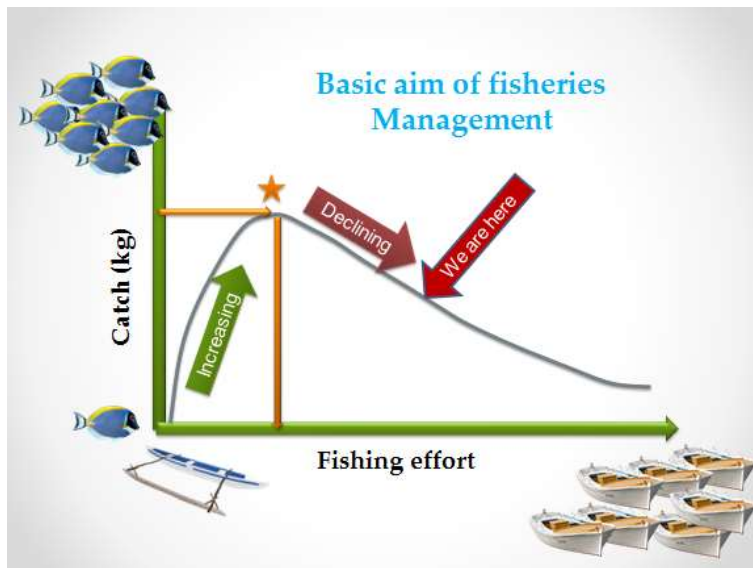 Basic aim of fisheries
Management
Declining
We are here
Increasing
Catch (kg)
Fishing effort